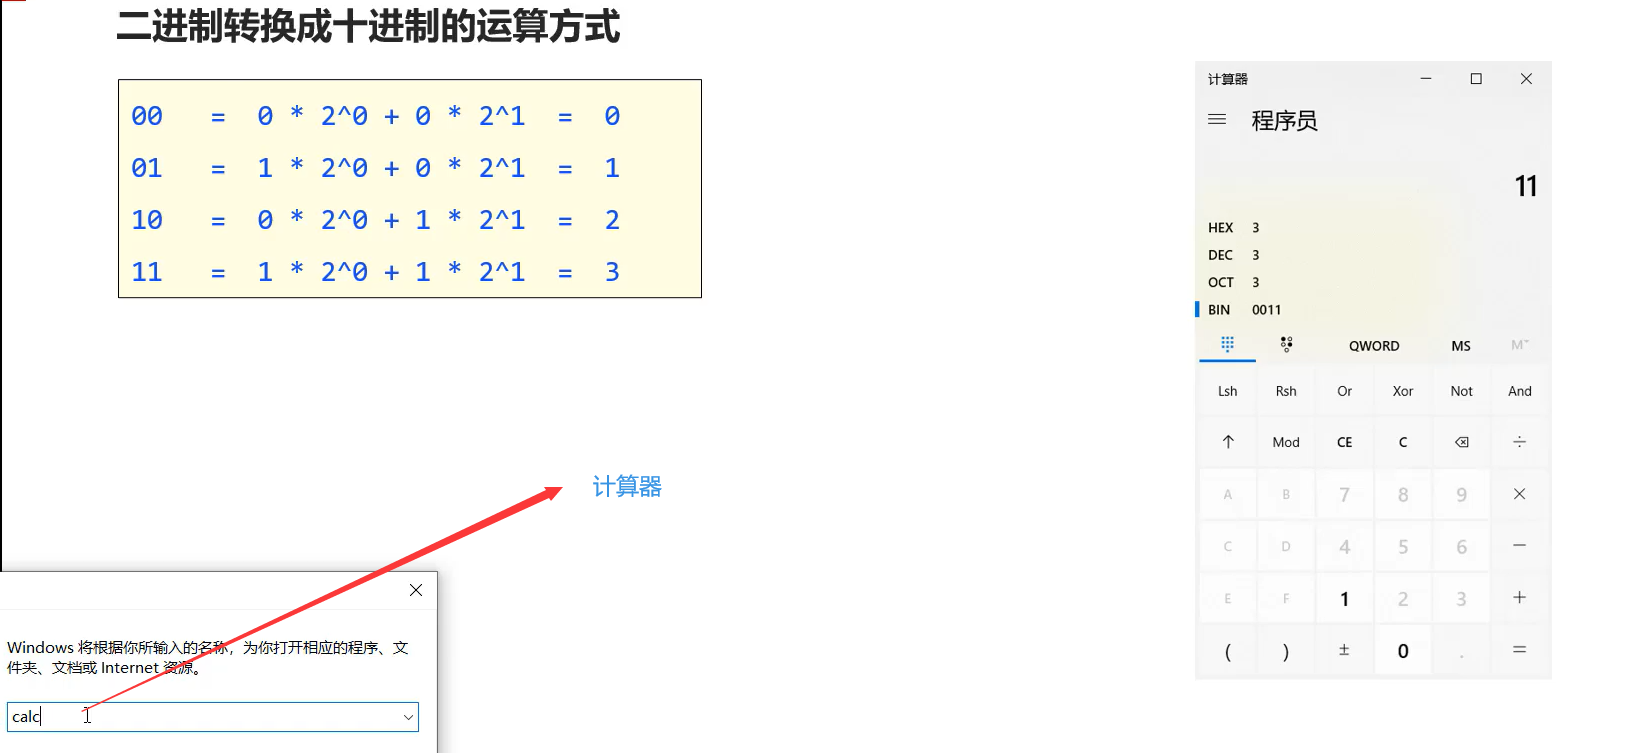 二进制转换成十进制的运算方式
00 = 0 * 2^0 + 0 * 2^1 = 0
01 = 1 * 2^0 + 0 * 2^1 = 1
10 = 0 * 2^0 + 1 * 2^1 = 2
11 = 1 * 2^0 + 1 * 2^1 = 3
计算器
Windows 将根据你所输入的名称，为你打开相应的程序、文
件夹、文档或 Internet 资源。
calc
计算器
程序员
11
HEX 3
DEC 3
OCT 3
BIN 0011
QWORD MS M˅
Lsh Rsh Or Xor Not And
↑ Mod CE C ⌫ ÷
A B 7 8 9 ×
C D 4 5 6 −
E F 1 2 3 +
( ) ± 0 . =